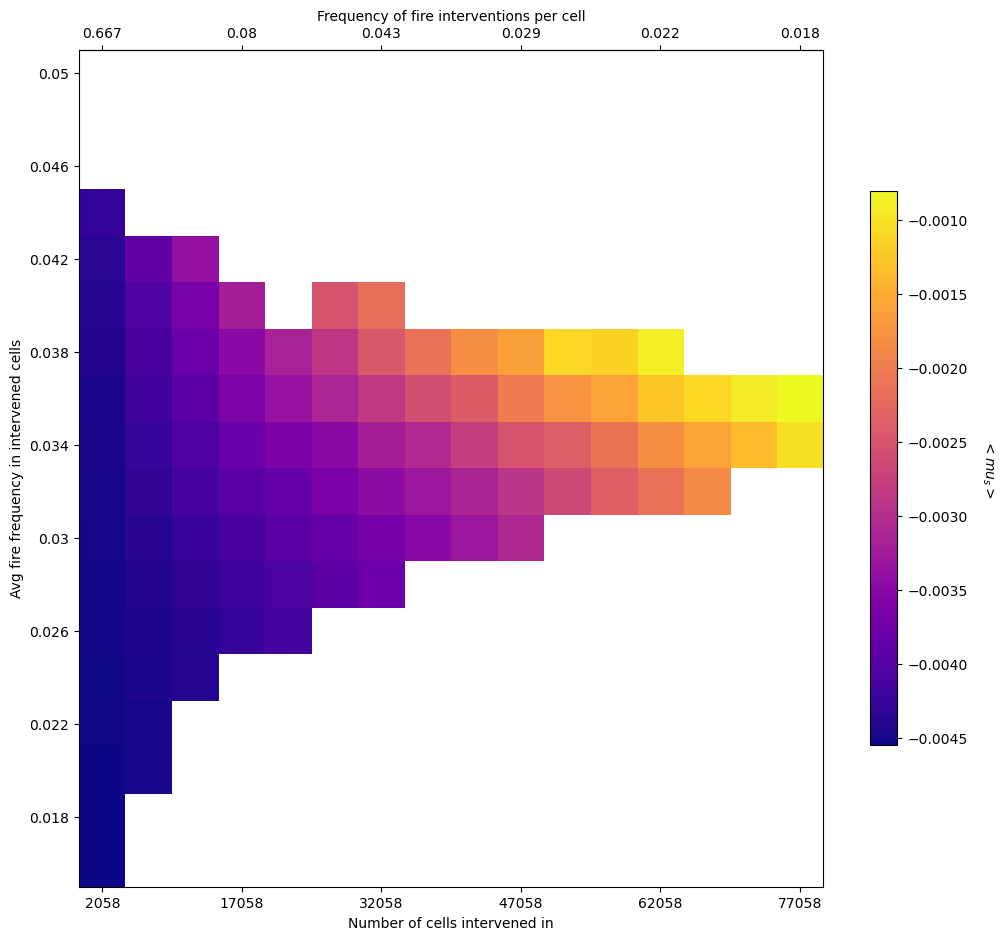 Frequency of fire interventions per cell
0.667 0.08 0.043 0.029 0.022 0.018
0.05
0.046
0.042
0.038
0.034
0.03
0.026
0.022
0.018
Avg fire frequency in intervened cells
2058 17058 32058 47058 62058 77058
Number of cells intervened in
−0.0010
−0.0015
−0.0020
−0.0025
−0.0030
−0.0035
−0.0040
−0.0045
< mu_s >